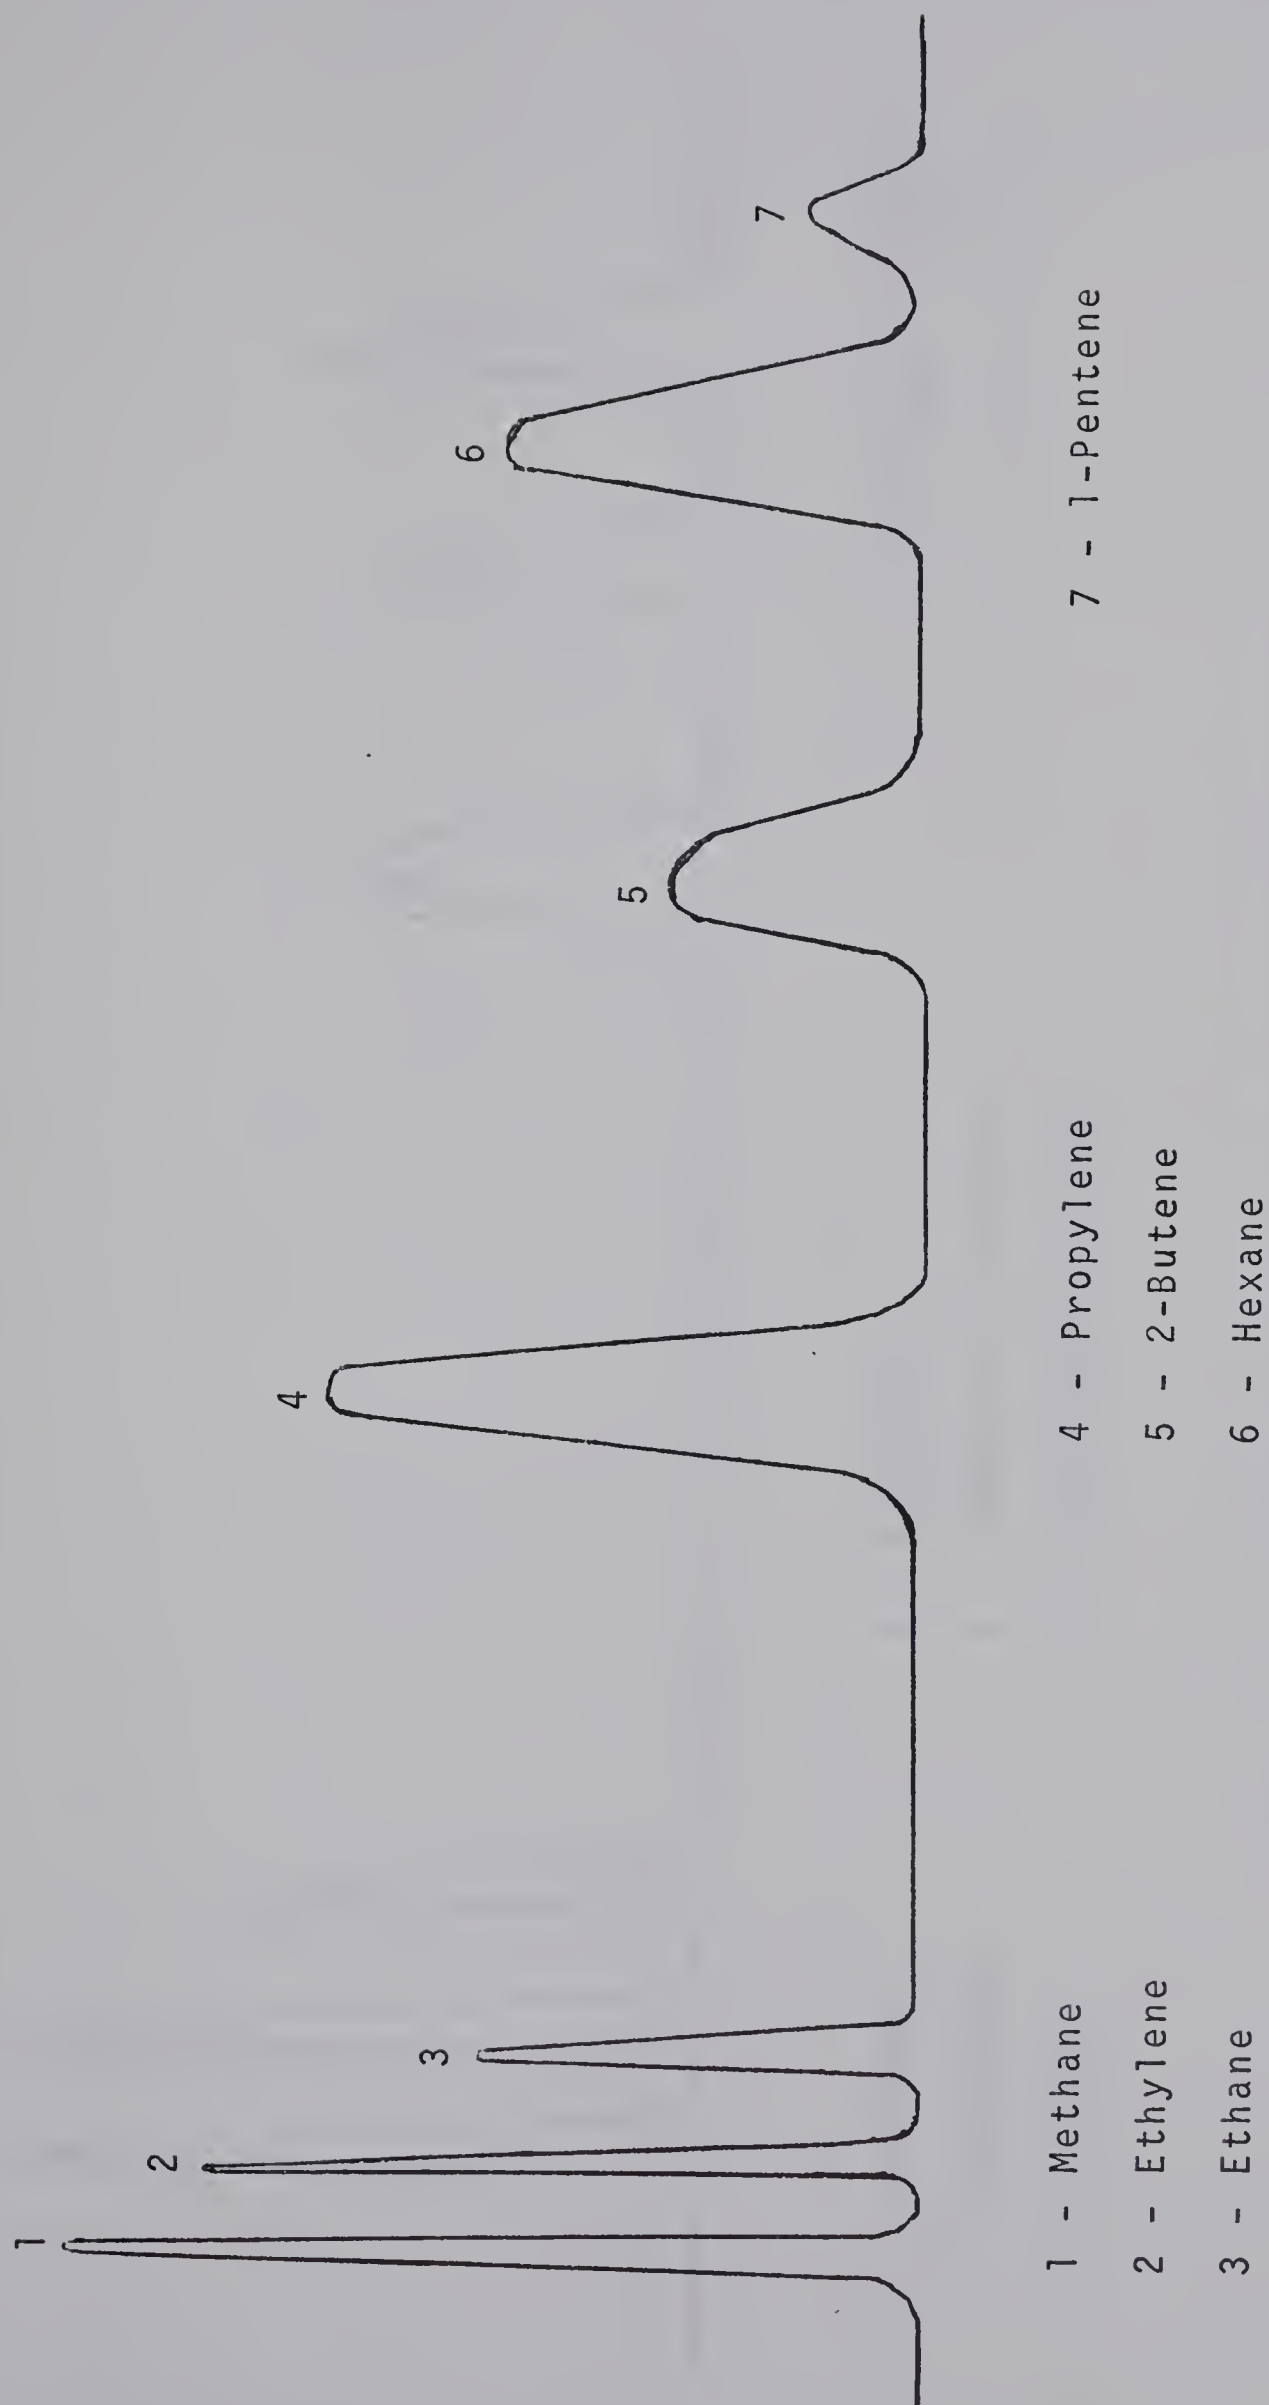 1
2
3
4
5
6
7
1 - Methane
2 - Ethylene
3 - Ethane
4 - Propylene
5 - 2-Butene
6 - Hexane
7 - 1-Pentene